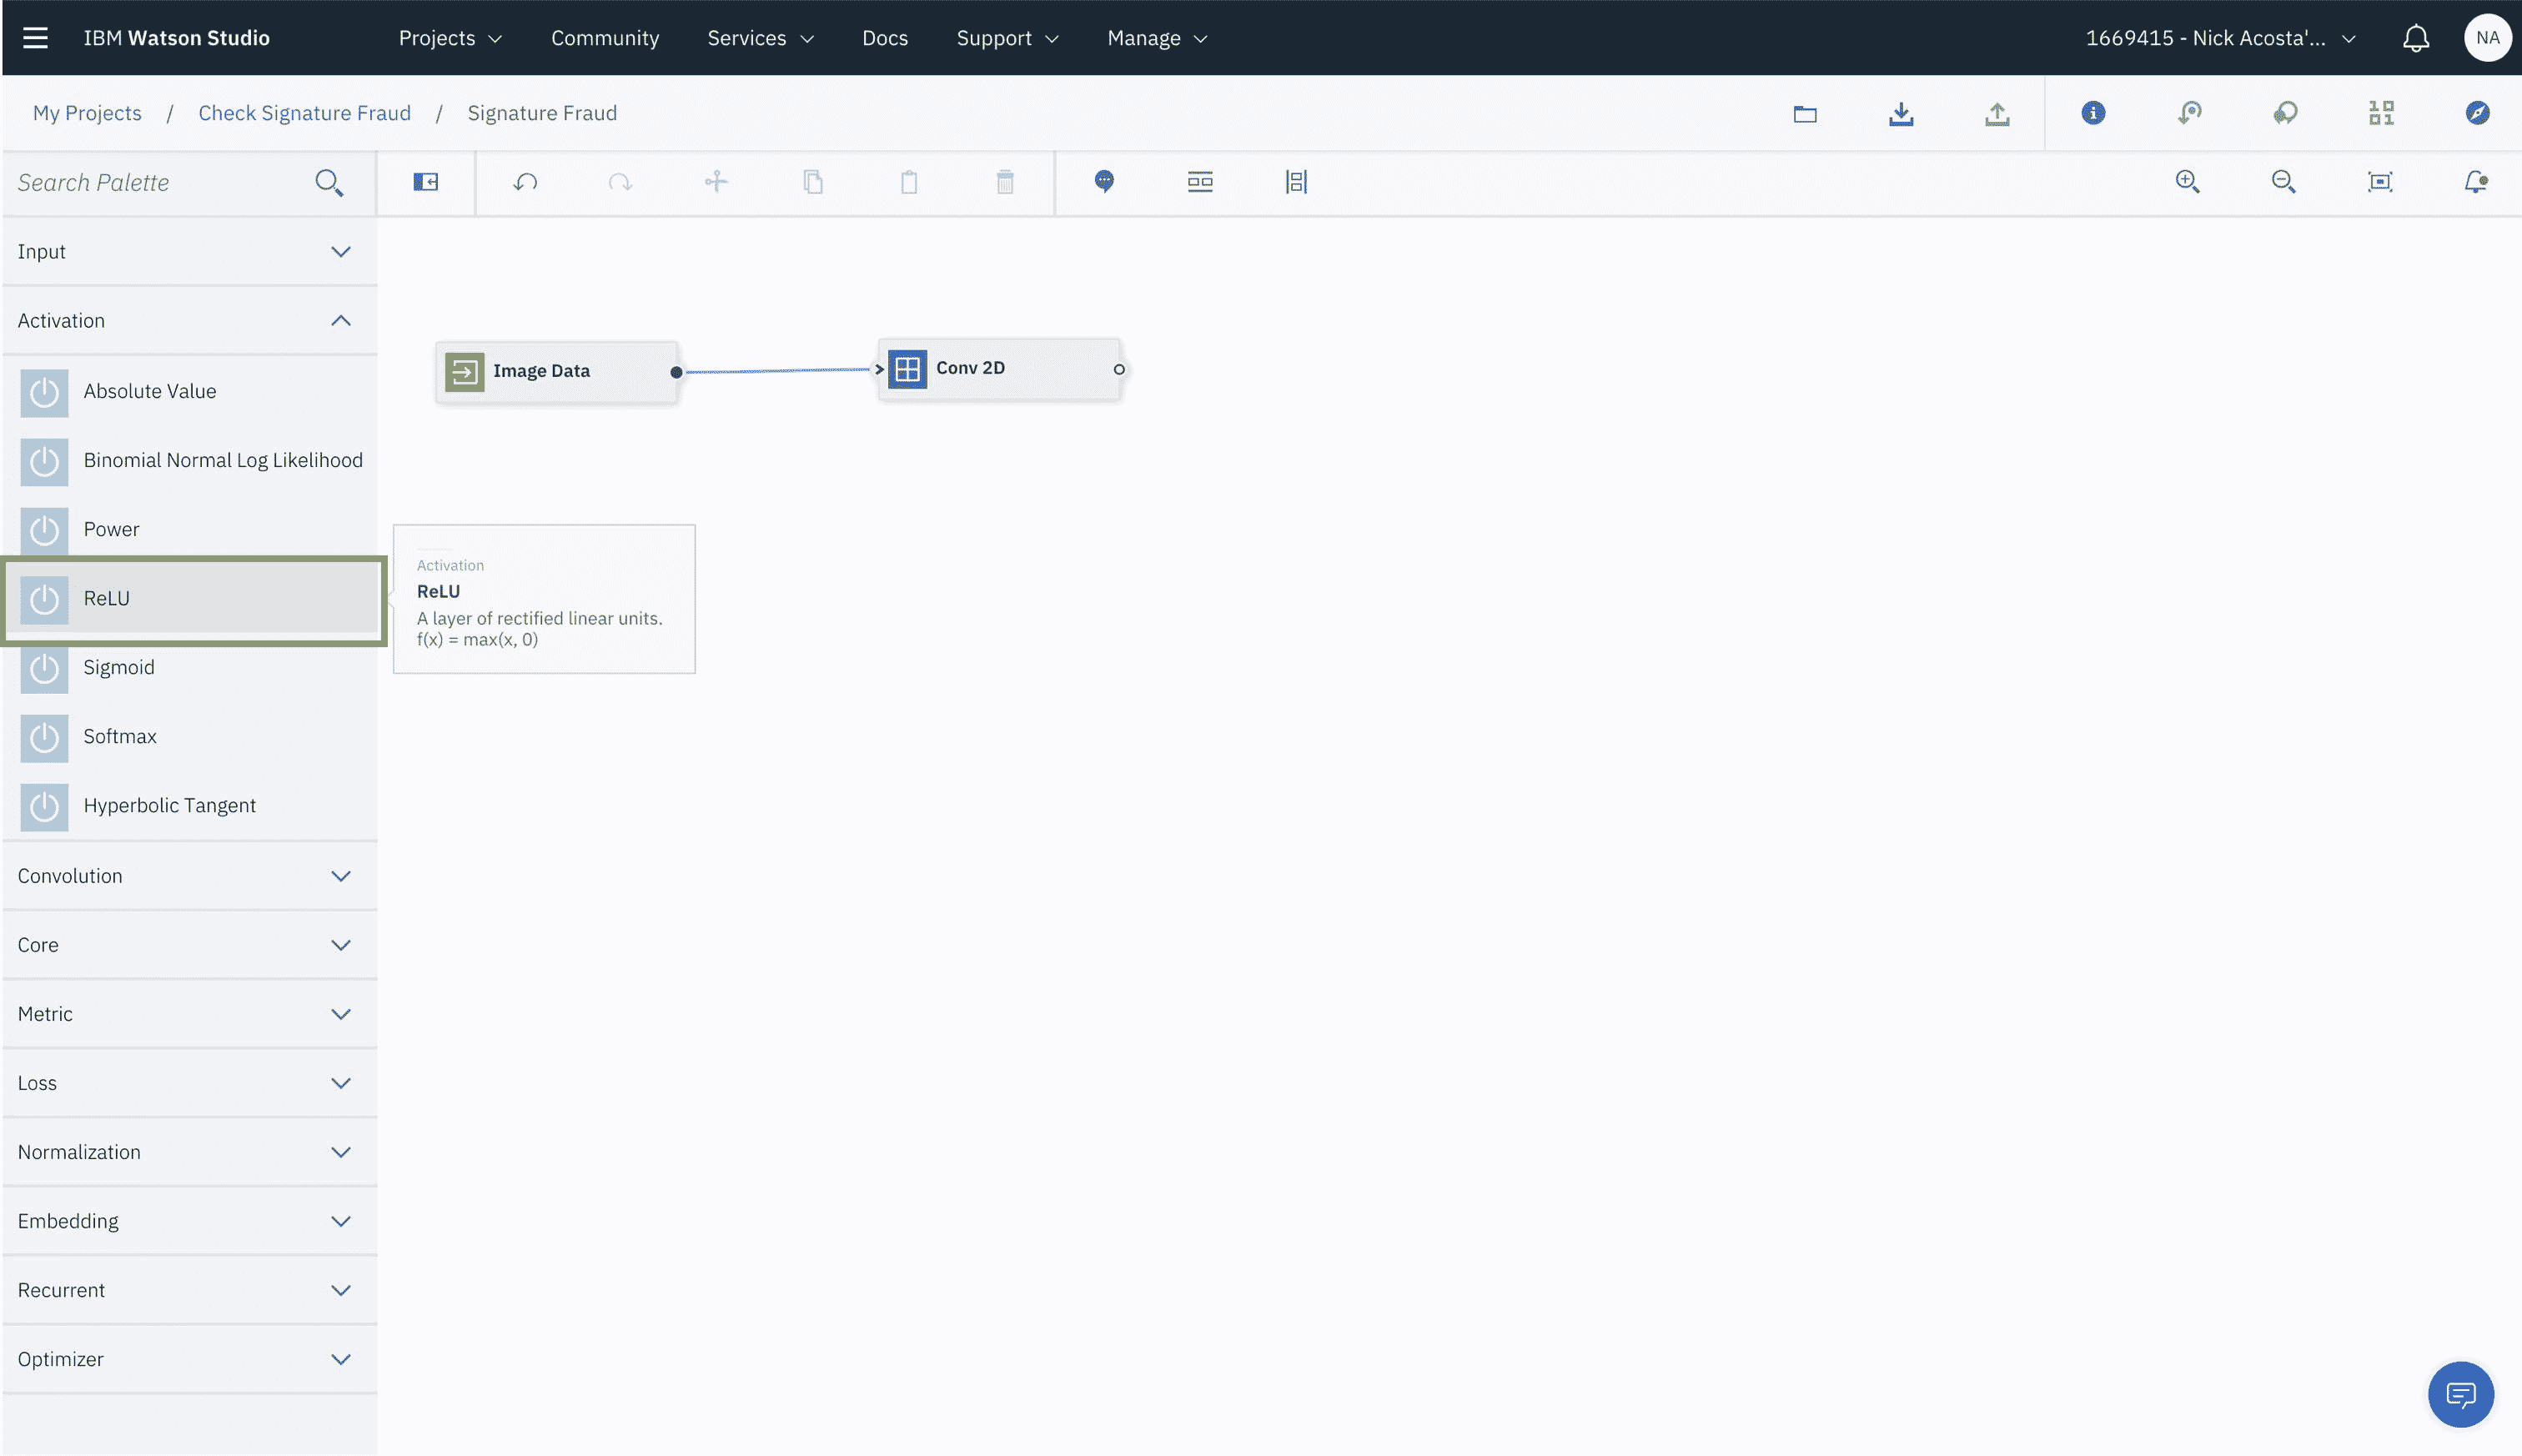 IBM Watson Studio
Projects
Community
Services
Docs
Support
Manage
1669415 - Nick Acosta'...
NA
My Projects / Check Signature Fraud / Signature Fraud
Search Palette
Input
Activation
Absolute Value
Binomial Normal Log Likelihood
Power
ReLU
Sigmoid
Softmax
Hyperbolic Tangent
Convolution
Core
Metric
Loss
Normalization
Embedding
Recurrent
Optimizer
Image Data
Conv 2D
Activation
ReLU
A layer of rectified linear units.
f(x) = max(x, 0)